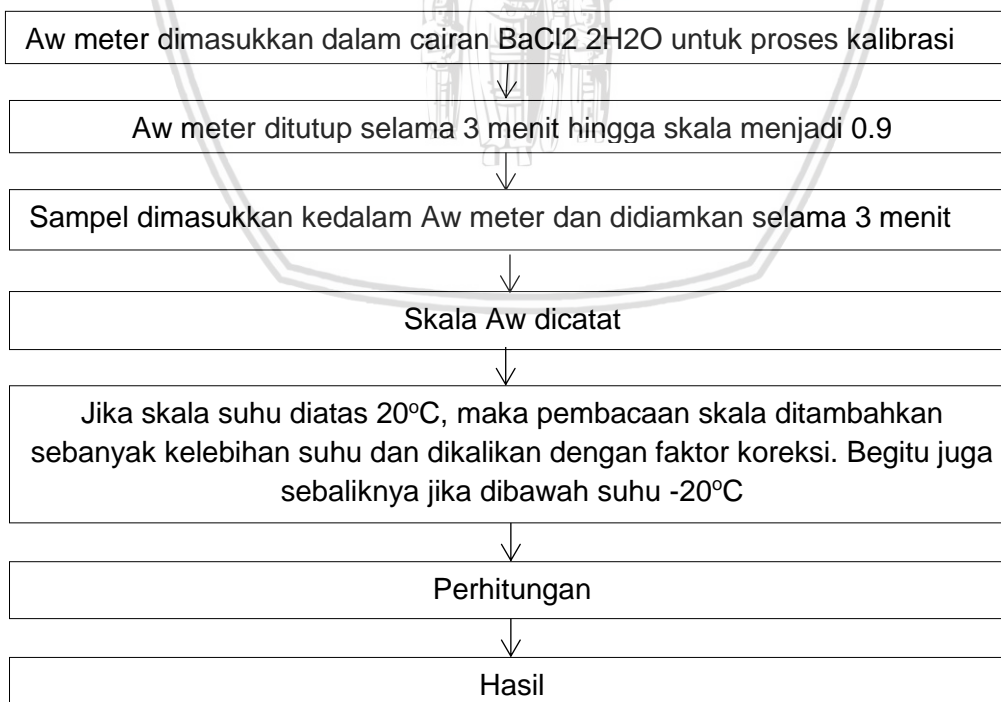 Aw meter dimasukkan dalam cairan BaCl2 2H2O untuk proses kalibrasi
Aw meter ditutup selama 3 menit hingga skala menjadi 0.9
Sampel dimasukkan kedalam Aw meter dan didiamkan selama 3 menit
Skala Aw dicatat
Jika skala suhu diatas 20°C, maka pembacaan skala ditambahkan
sebanyak kelebihan suhu dan dikalikan dengan faktor koreksi. Begitu juga
sebaliknya jika dibawah suhu -20°C
Perhitungan
Hasil